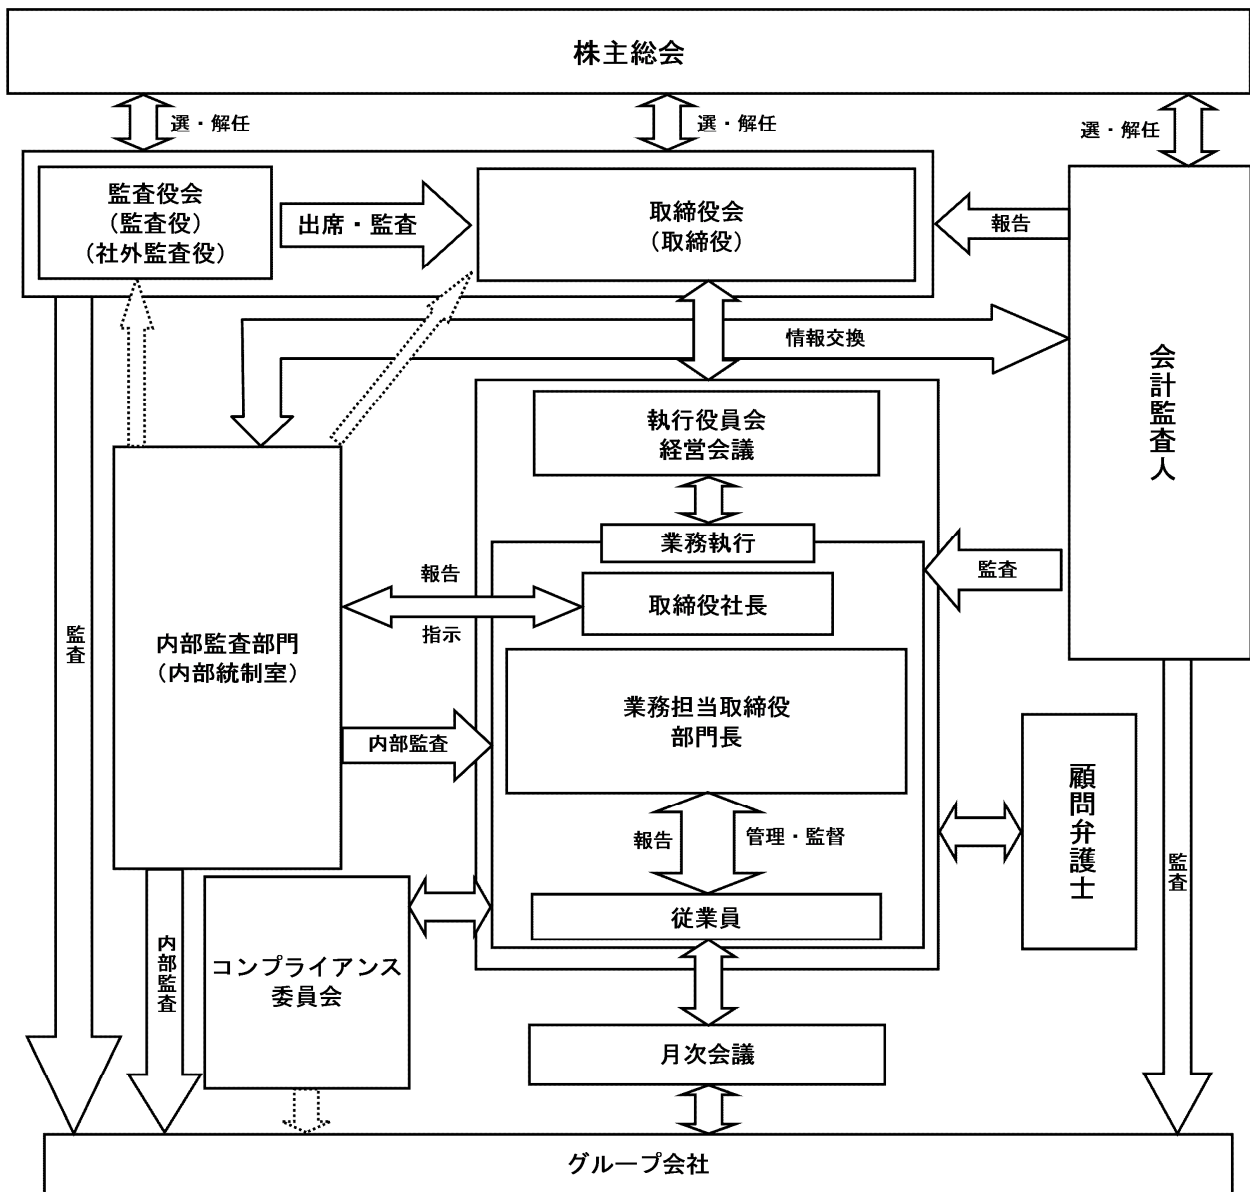 株主総会
選・解任
選・解任
選・解任
監査役会
（監査役）
（社外監査役）
出席・監査
取締役会
（取締役）
報告
情報交換
会計監査人
執行役員会
経営会議
業務執行
監査
報告
取締役社長
指示
監査
内部監査部門
（内部統制室）
業務担当取締役
部門長
内部監査
顧問弁護士
報告
管理・監督
監査
従業員
内部監査
コンプライアンス
委員会
月次会議
グループ会社